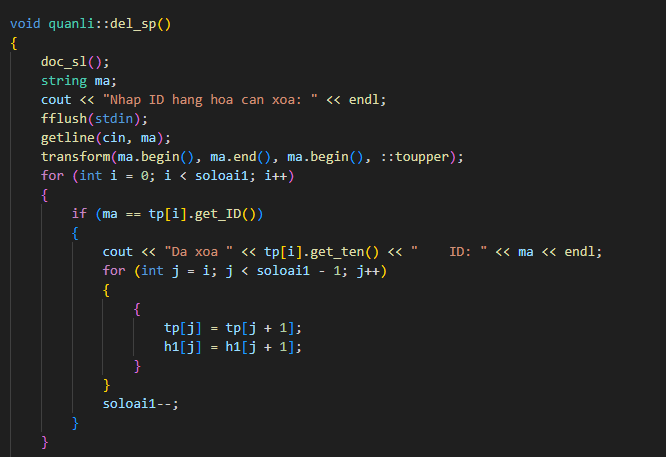 void quanli::del_sp()
{
    doc_sl();
    string ma;
    cout << "Nhap ID hang hoa can xoa: " << endl;
    fflush(stdin);
    getline(cin, ma);
    transform(ma.begin(), ma.end(), ma.begin(), ::toupper);
    for (int i = 0; i < soloai1; i++)
    {
        if (ma == tp[i].get_ID())
        {
            cout << "Da xoa " << tp[i].get_ten() << "    ID: " << ma << endl;
            for (int j = i; j < soloai1 - 1; j++)
            {
                {
                    tp[j] = tp[j + 1];
                    h1[j] = h1[j + 1];
                }
            }
            soloai1--;
        }
    }